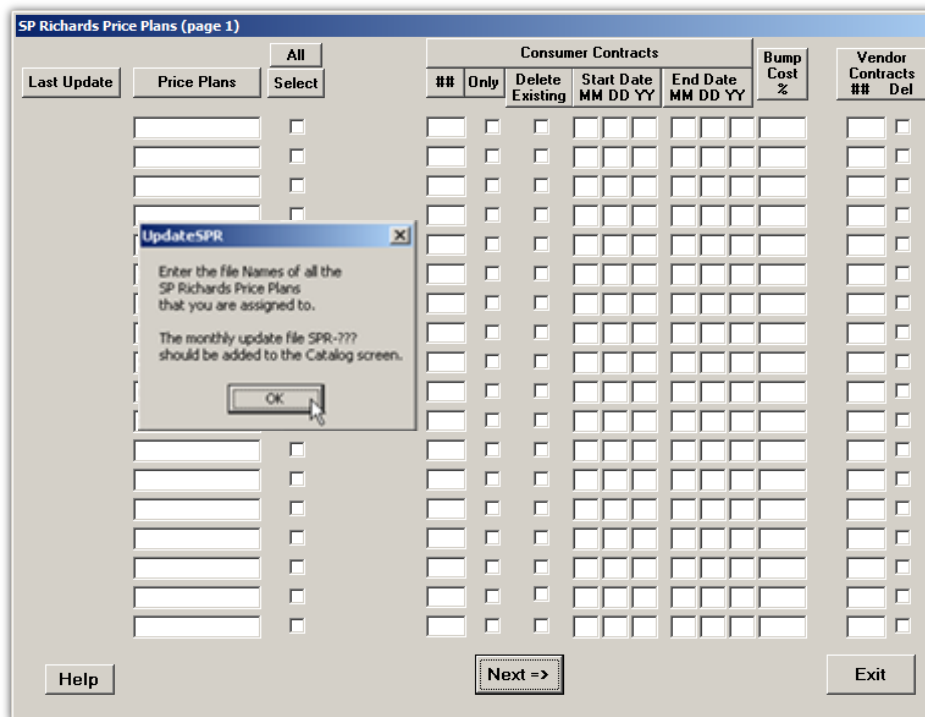 SP Richards Price Plans (page 1)
All
Consumer Contracts
Bump Cost %
Vendor Contracts ## Del
Last Update
Price Plans
Select
##
Only
Delete Existing
Start Date MM DD YY
End Date MM DD YY
UpdateSPR
Enter the file Names of all the
SP Richards Price Plans
that you are assigned to.
The monthly update file SPR-???
should be added to the Catalog screen.
OK
Help
Next =>
Exit